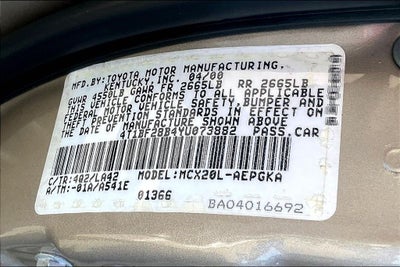 MFD.BY:TOYOTA MOTOR MANUFACTURING,
KENTUCKY,INC. 04/00
GVWR 3550LB GAWR FR 2665LB RR 2665LB
THIS VEHICLE CONFORMS TO ALL APPLICABLE
FEDERAL MOTOR VEHICLE SAFETY,BUMPER AND
THEFT PREVENTION STANDARDS IN EFFECT ON
THE DATE OF MANUFACTURE SHOWN ABOVE
4T1BF28B4YU073882 PASS.CAR
C/TR:402/LA42 MODEL:MCX20L-AEPGKA
A/TM:-01A/A541E 01366
BA04016692